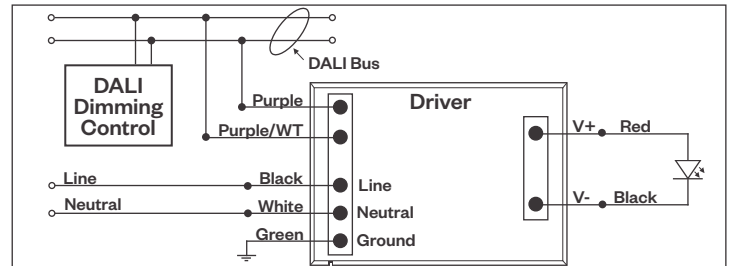 DALI Bus
DALI
Dimming
Control
Driver
Purple
Purple/WT
V+ Red
Line Black Line
Neutral White Neutral
V- Black
Green Ground